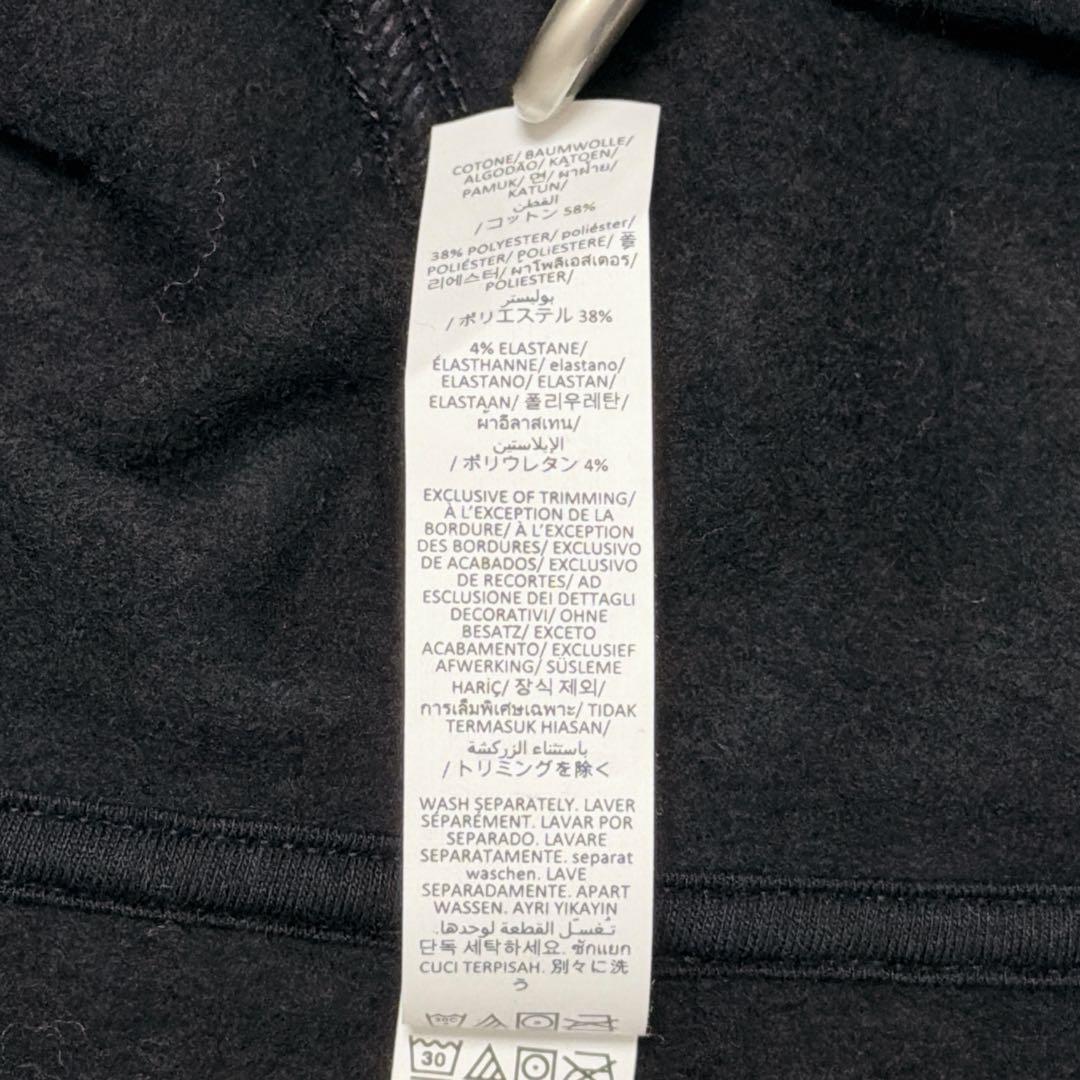 COTONE/ BAUMWOLLE/
ALGODÃO/ KATOEN/
PAMUK/ 면/ ผ้าฝ้าย/
KATUN/
القطن
/ コットン 58%
38% POLYESTER/ poliéster/
POLIÉSTER/ POLIESTERE/ 폴
리에스터/ ผ้าโพลีเอสเตอร์/
POLIESTER/
بوليستر
/ ポリエステル 38%
4% ELASTANE/
ÉLASTHANNE/ elastano/
ELASTANO/ ELASTAN/
ELASTAAN/ 폴리우레탄/
ผ้าอีลาสเทน/
الإيلاستين
/ ポリウレタン 4%
EXCLUSIVE OF TRIMMING/
À L'EXCEPTION DE LA
BORDURE/ À L'EXCEPTION
DES BORDURES/ EXCLUSIVO
DE ACABADOS/ EXCLUSIVO
DE RECORTES/ AD
ESCLUSIONE DEI DETTAGLI
DECORATIVI/ OHNE
BESATZ/ EXCETO
ACABAMENTO/ EXCLUSIEF
AFWERKING/ SÜSLEME
HARİÇ/ 장식 제외/
การเล็มพิเศษเฉพาะ/ TIDAK
TERMASUK HIASAN/
باستثناء الزركشة
/ トリミングを除く
WASH SEPARATELY. LAVER
SÉPARÉMENT. LAVAR POR
SEPARADO. LAVARE
SEPARATAMENTE. separat
waschen. LAVE
SEPARADAMENTE. APART
WASSEN. AYRI YIKAYIN
تُغسل القطعة لوحدها.
단독 세탁하세요. ซักแยก
CUCI TERPISAH. 別々に洗
う
30